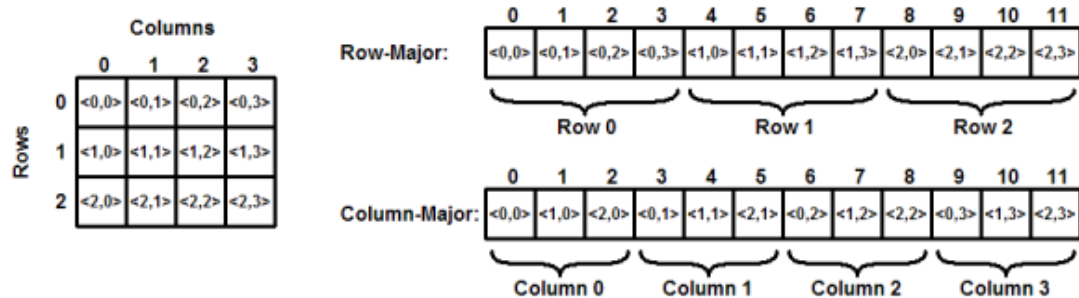 Columns
0 1 2 3
Rows
0 <0,0> <0,1> <0,2> <0,3>
1 <1,0> <1,1> <1,2> <1,3>
2 <2,0> <2,1> <2,2> <2,3>
0 1 2 3 4 5 6 7 8 9 10 11
Row-Major: <0,0> <0,1> <0,2> <0,3> <1,0> <1,1> <1,2> <1,3> <2,0> <2,1> <2,2> <2,3>
Row 0 Row 1 Row 2
0 1 2 3 4 5 6 7 8 9 10 11
Column-Major: <0,0> <1,0> <2,0> <0,1> <1,1> <2,1> <0,2> <1,2> <2,2> <0,3> <1,3> <2,3>
Column 0 Column 1 Column 2 Column 3